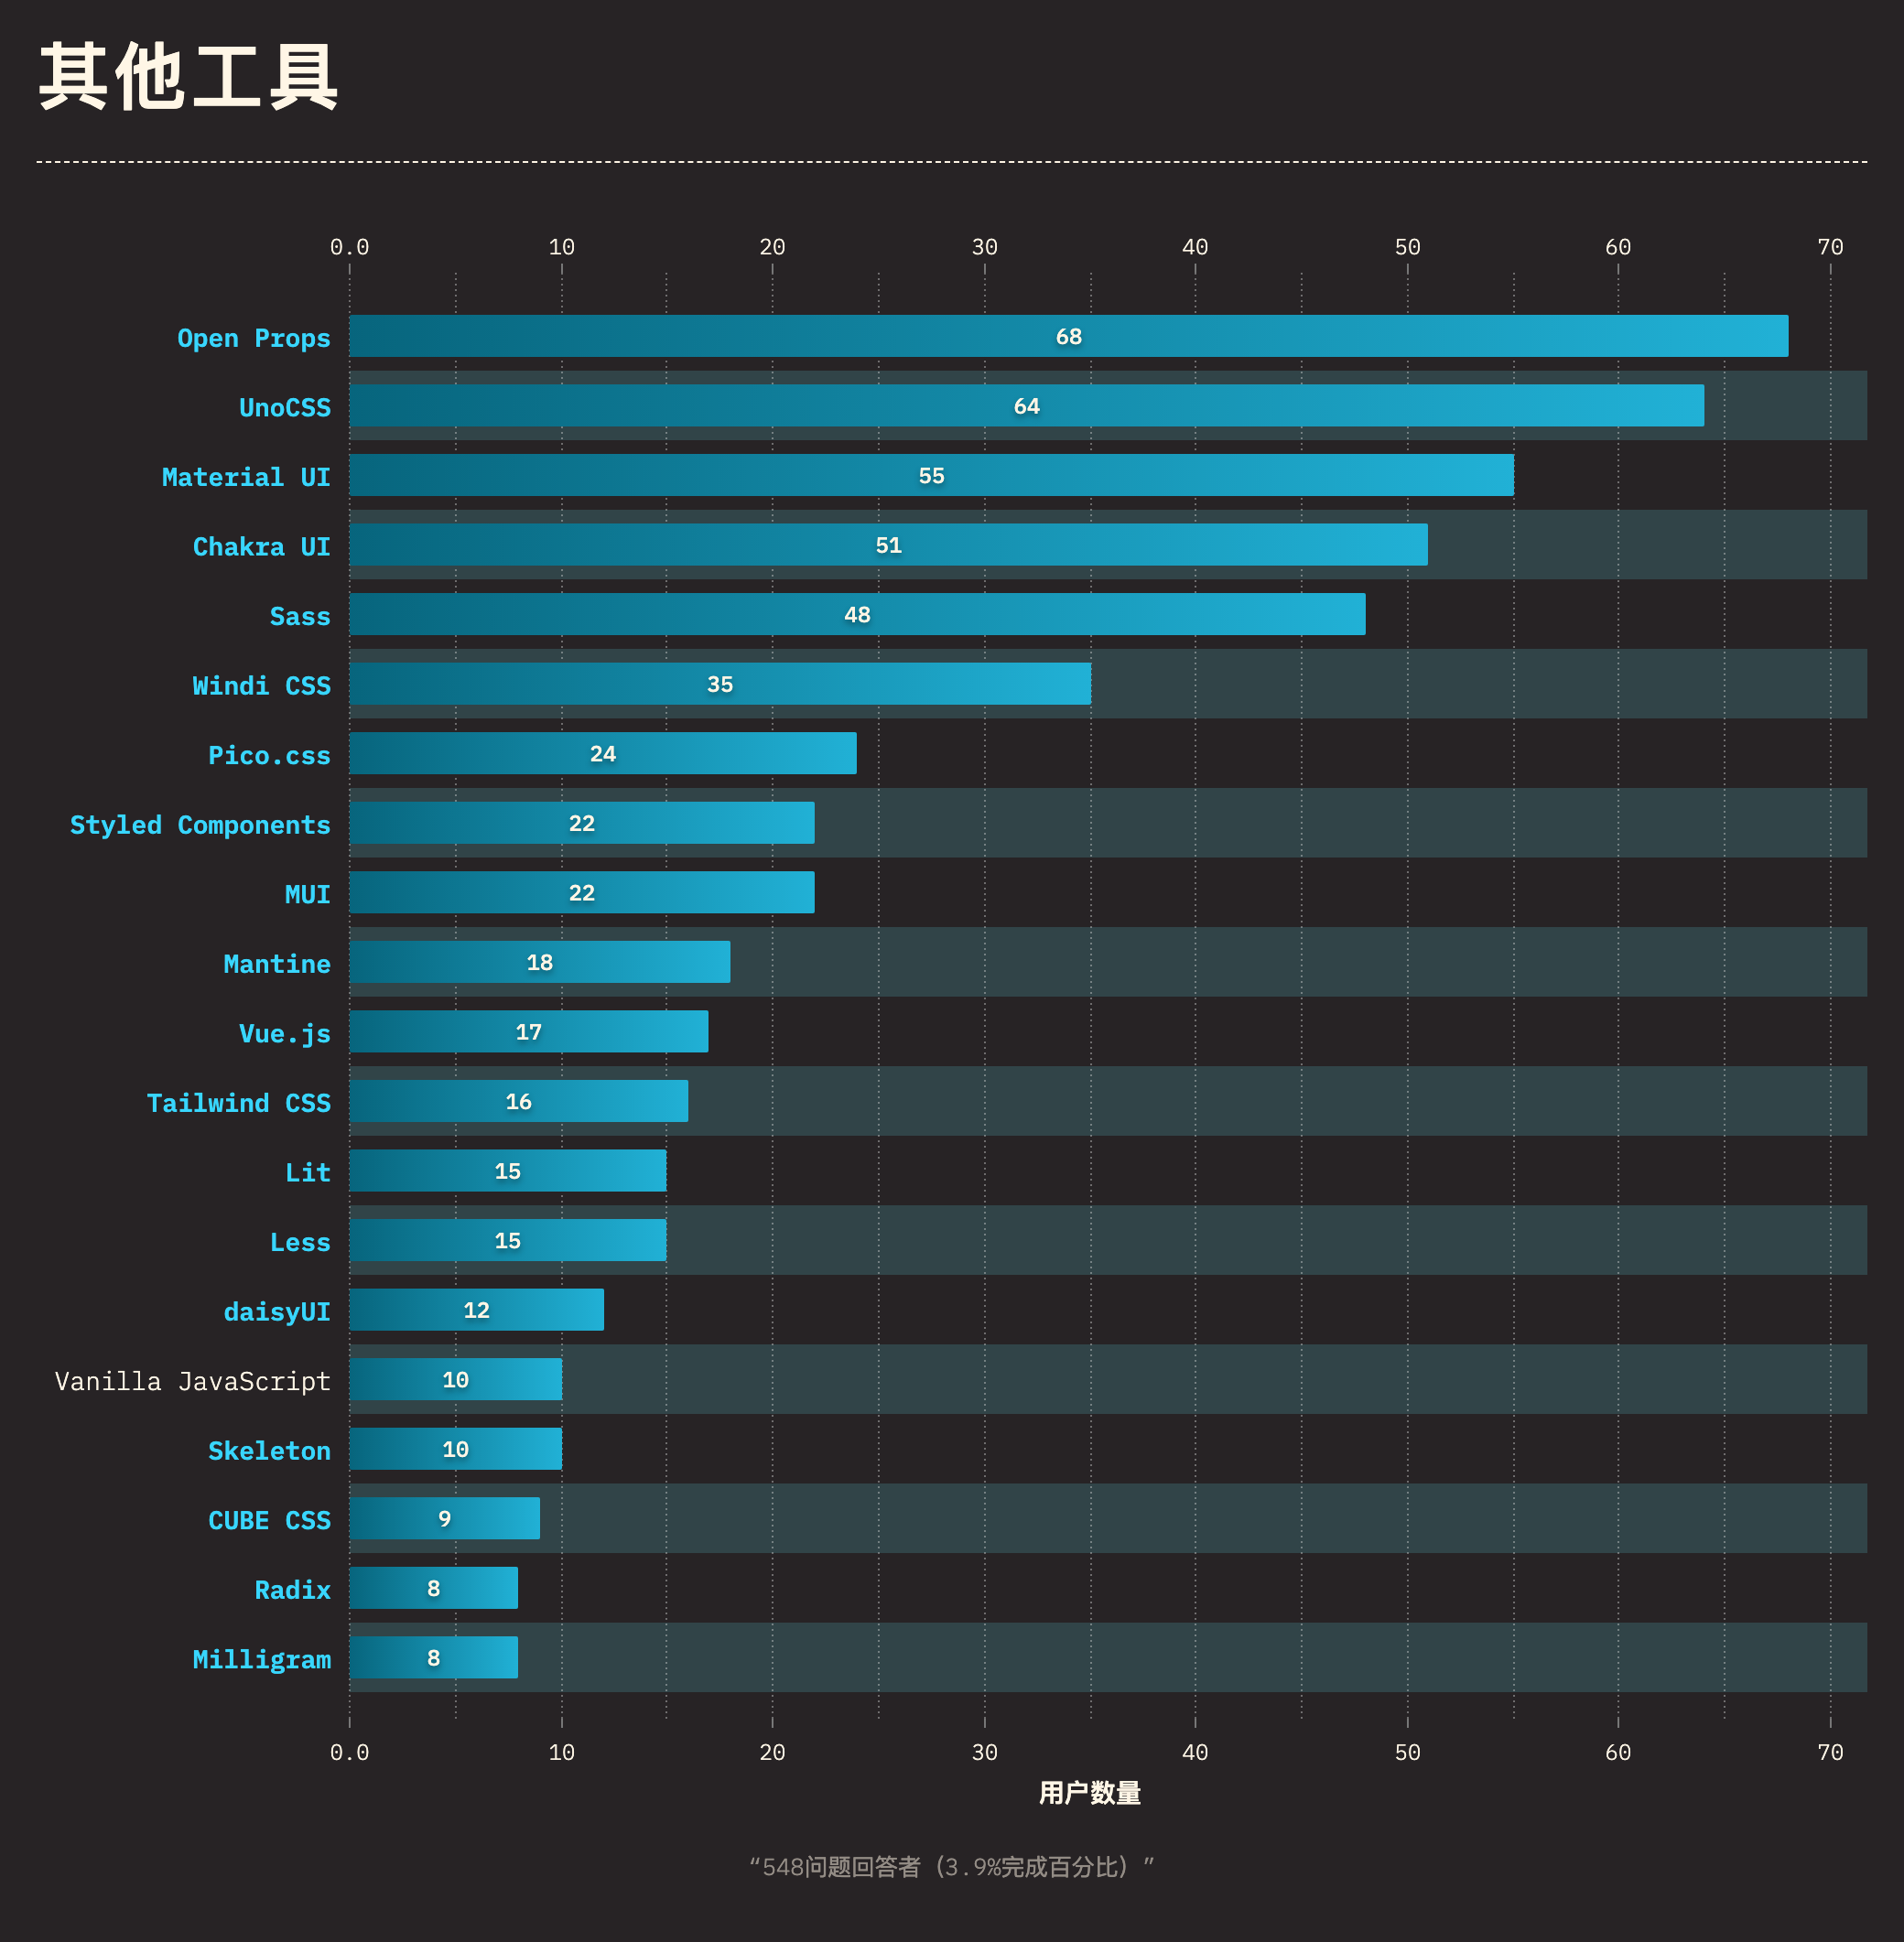 其他工具
0.0 10 20 30 40 50 60 70
Open Props 68
UnoCSS 64
Material UI 55
Chakra UI 51
Sass 48
Windi CSS 35
Pico.css 24
Styled Components 22
MUI 22
Mantine 18
Vue.js 17
Tailwind CSS 16
Lit 15
Less 15
daisyUI 12
Vanilla JavaScript 10
Skeleton 10
CUBE CSS 9
Radix 8
Milligram 8
0.0 10 20 30 40 50 60 70
用户数量
“548问题回答者（3.9%完成百分比）”